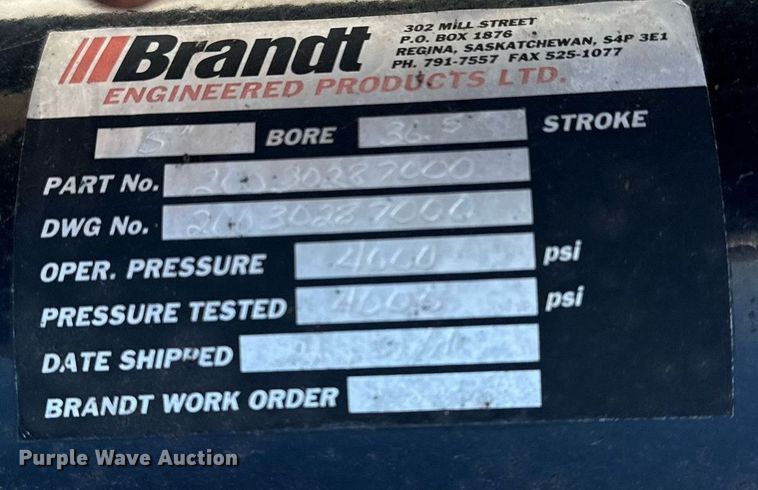 Brandt
ENGINEERED PRODUCTS LTD.
302 MILL STREET
P.O. BOX 1876
REGINA, SASKATCHEWAN, S4P 3E1
PH. 791-7557 FAX 525-1077
5" BORE 36.5 STROKE
PART No.
DWG No.
OPER. PRESSURE 4000 psi
PRESSURE TESTED 4000 psi
DATE SHIPPED
BRANDT WORK ORDER
Purple Wave Auction